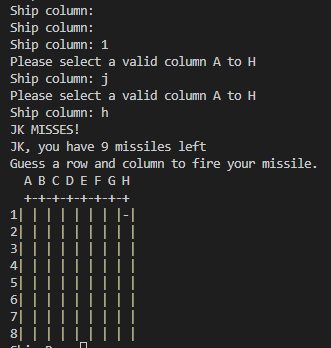 Ship column:
Ship column:
Ship column: 1
Please select a valid column A to H
Ship column: j
Please select a valid column A to H
Ship column: h
JK MISSES!
JK, you have 9 missiles left
Guess a row and column to fire your missile.
  A B C D E F G H
  +-+-+-+-+-+-+-+
1| | | | | | | |-|
2| | | | | | | | |
3| | | | | | | | |
4| | | | | | | | |
5| | | | | | | | |
6| | | | | | | | |
7| | | | | | | | |
8| | | | | | | | |